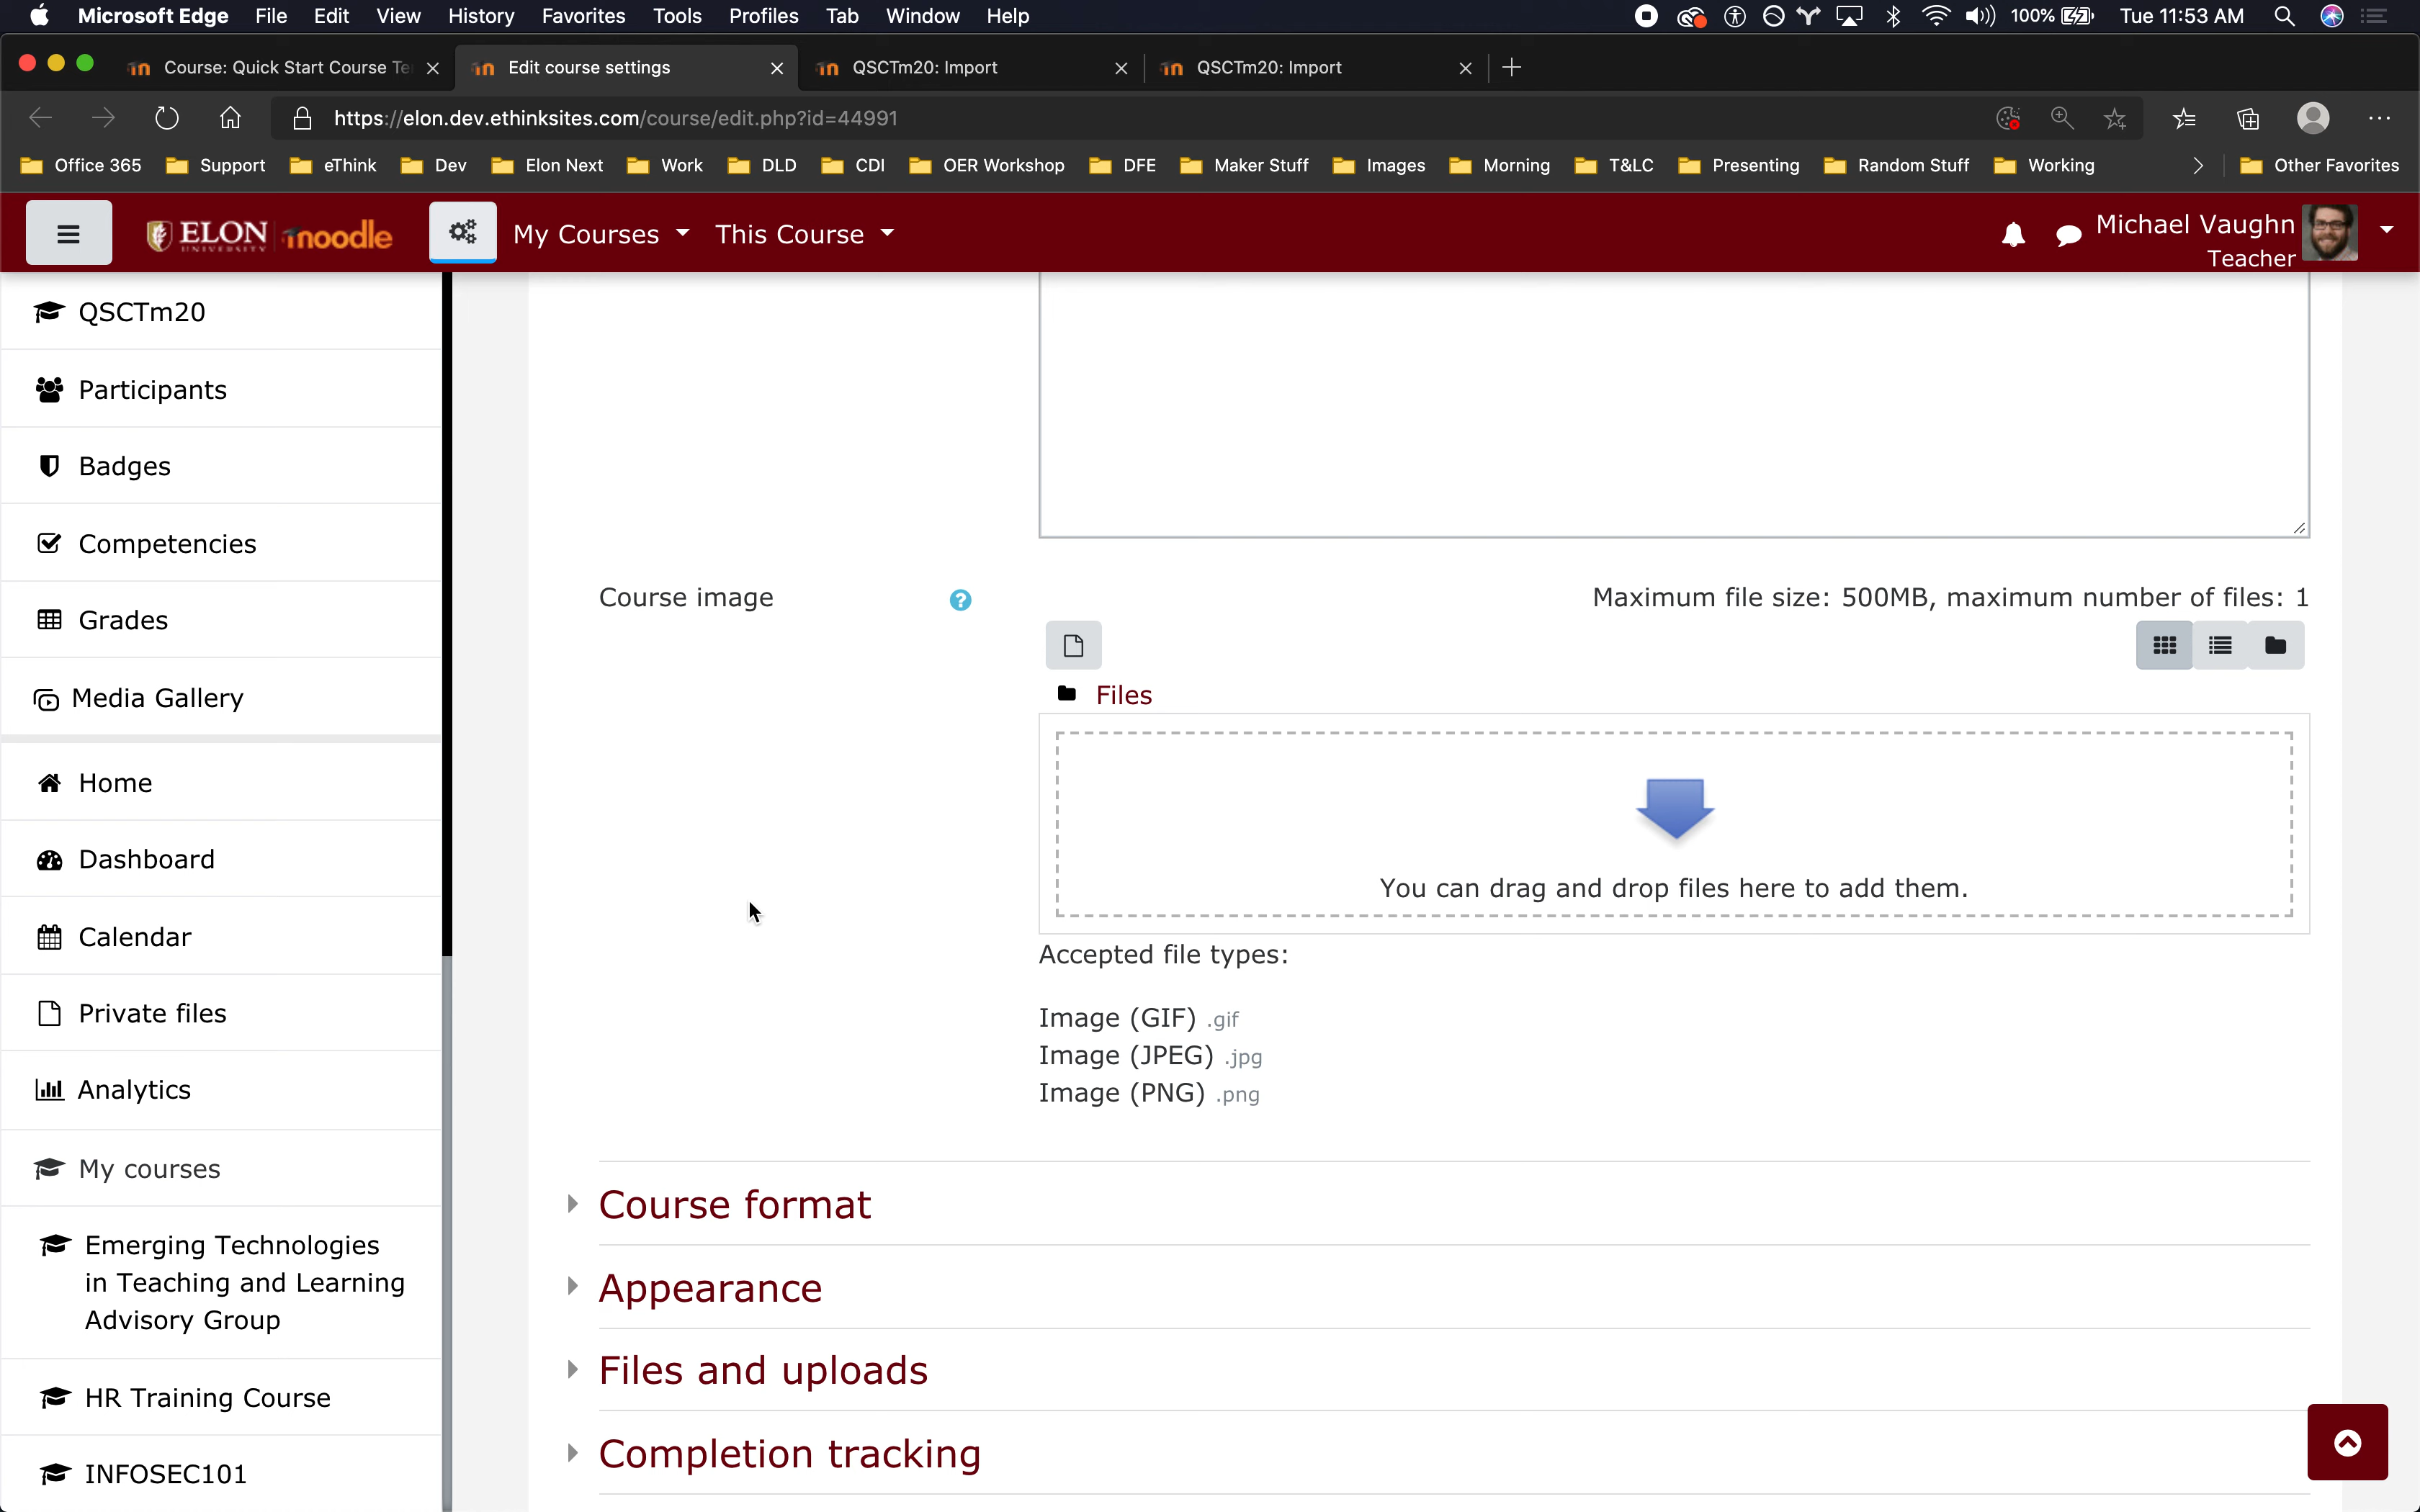 Microsoft Edge File Edit View History Favorites Tools Profiles Tab Window Help 100% Tue 11:53 AM
Course: Quick Start Course Te Edit course settings QSCTm20: Import QSCTm20: Import
https://elon.dev.ethinksites.com/course/edit.php?id=44991
Office 365 Support eThink Dev Elon Next Work DLD CDI OER Workshop DFE Maker Stuff Images Morning T&LC Presenting Random Stuff Working Other Favorites
ELON UNIVERSITY moodle My Courses This Course Michael Vaughn
Teacher
QSCTm20
Participants
Badges
Competencies
Grades
Media Gallery
Home
Dashboard
Calendar
Private files
Analytics
My courses
Emerging Technologies
in Teaching and Learning
Advisory Group
HR Training Course
INFOSEC101
Course image ? Maximum file size: 500MB, maximum number of files: 1
Files
You can drag and drop files here to add them.
Accepted file types:
Image (GIF) .gif
Image (JPEG) .jpg
Image (PNG) .png
Course format
Appearance
Files and uploads
Completion tracking